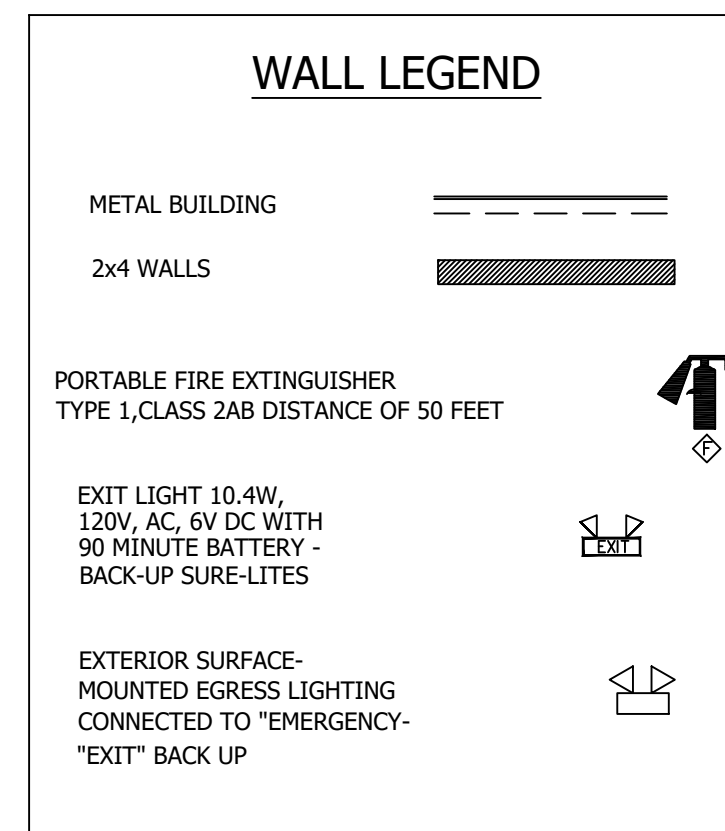 WALL LEGEND
METAL BUILDING
2x4 WALLS
PORTABLE FIRE EXTINGUISHER
TYPE 1,CLASS 2AB DISTANCE OF 50 FEET
F
EXIT LIGHT 10.4W,
120V, AC, 6V DC WITH
90 MINUTE BATTERY -
BACK-UP SURE-LITES
EXIT
EXTERIOR SURFACE-
MOUNTED EGRESS LIGHTING
CONNECTED TO "EMERGENCY-
"EXIT" BACK UP